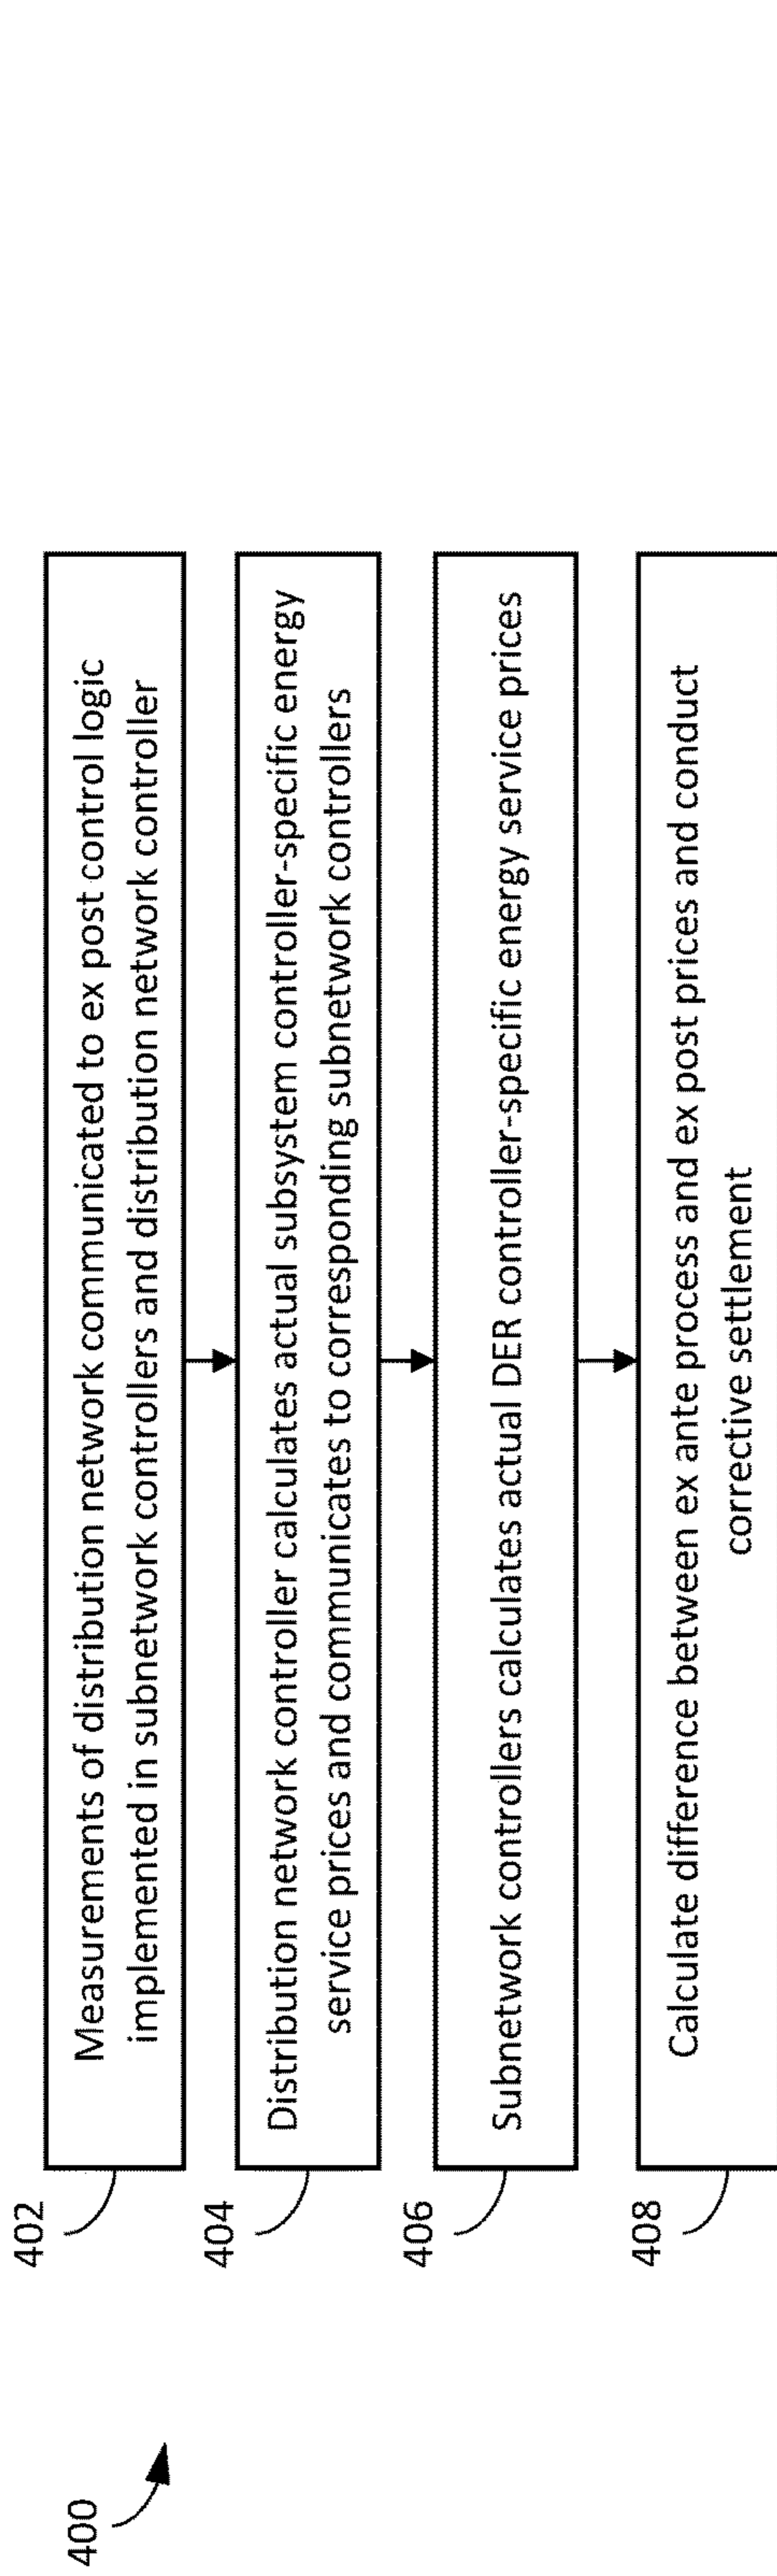 400
402
Measurements of distribution network communicated to ex post control logic
implemented in subnetwork controllers and distribution network controller
404
Distribution network controller calculates actual subsystem controller-specific energy
service prices and communicates to corresponding subnetwork controllers
406
Subnetwork controllers calculates actual DER controller-specific energy service prices
408
Calculate difference between ex ante process and ex post prices and conduct
corrective settlement